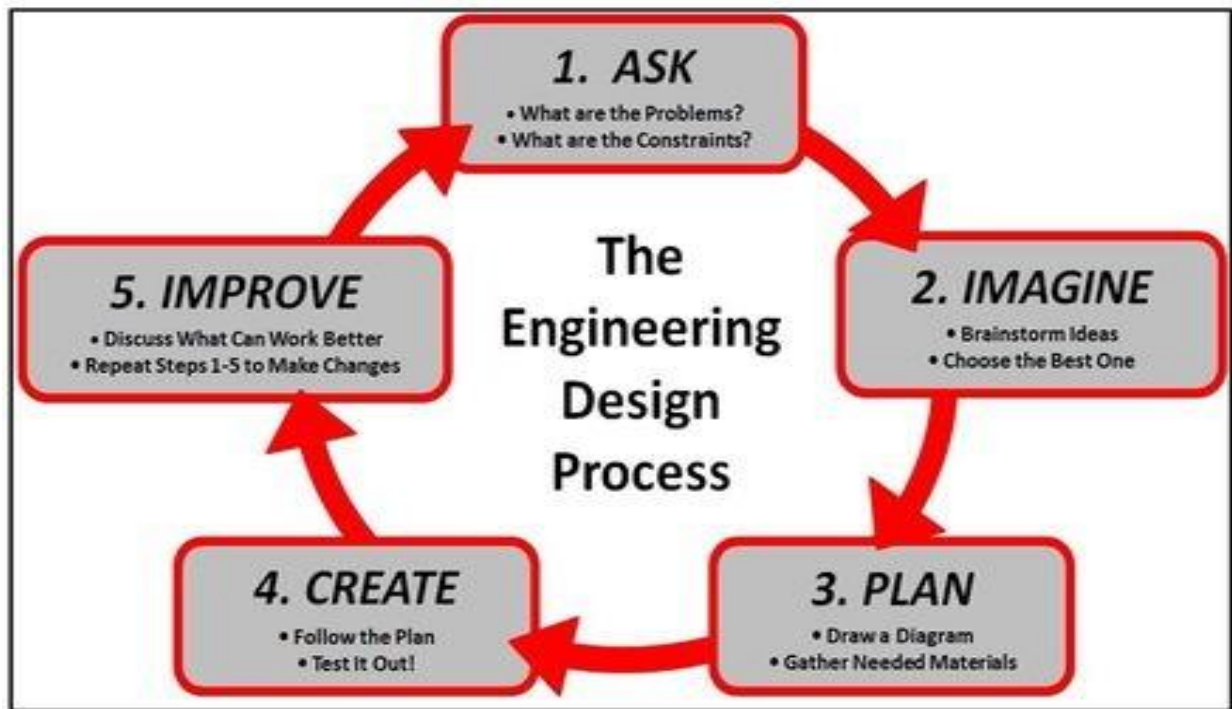 1. ASK
• What are the Problems?
• What are the Constraints?
The
Engineering
Design
Process
2. IMAGINE
• Brainstorm Ideas
• Choose the Best One
3. PLAN
• Draw a Diagram
• Gather Needed Materials
4. CREATE
• Follow the Plan
• Test It Out!
5. IMPROVE
• Discuss What Can Work Better
• Repeat Steps 1-5 to Make Changes